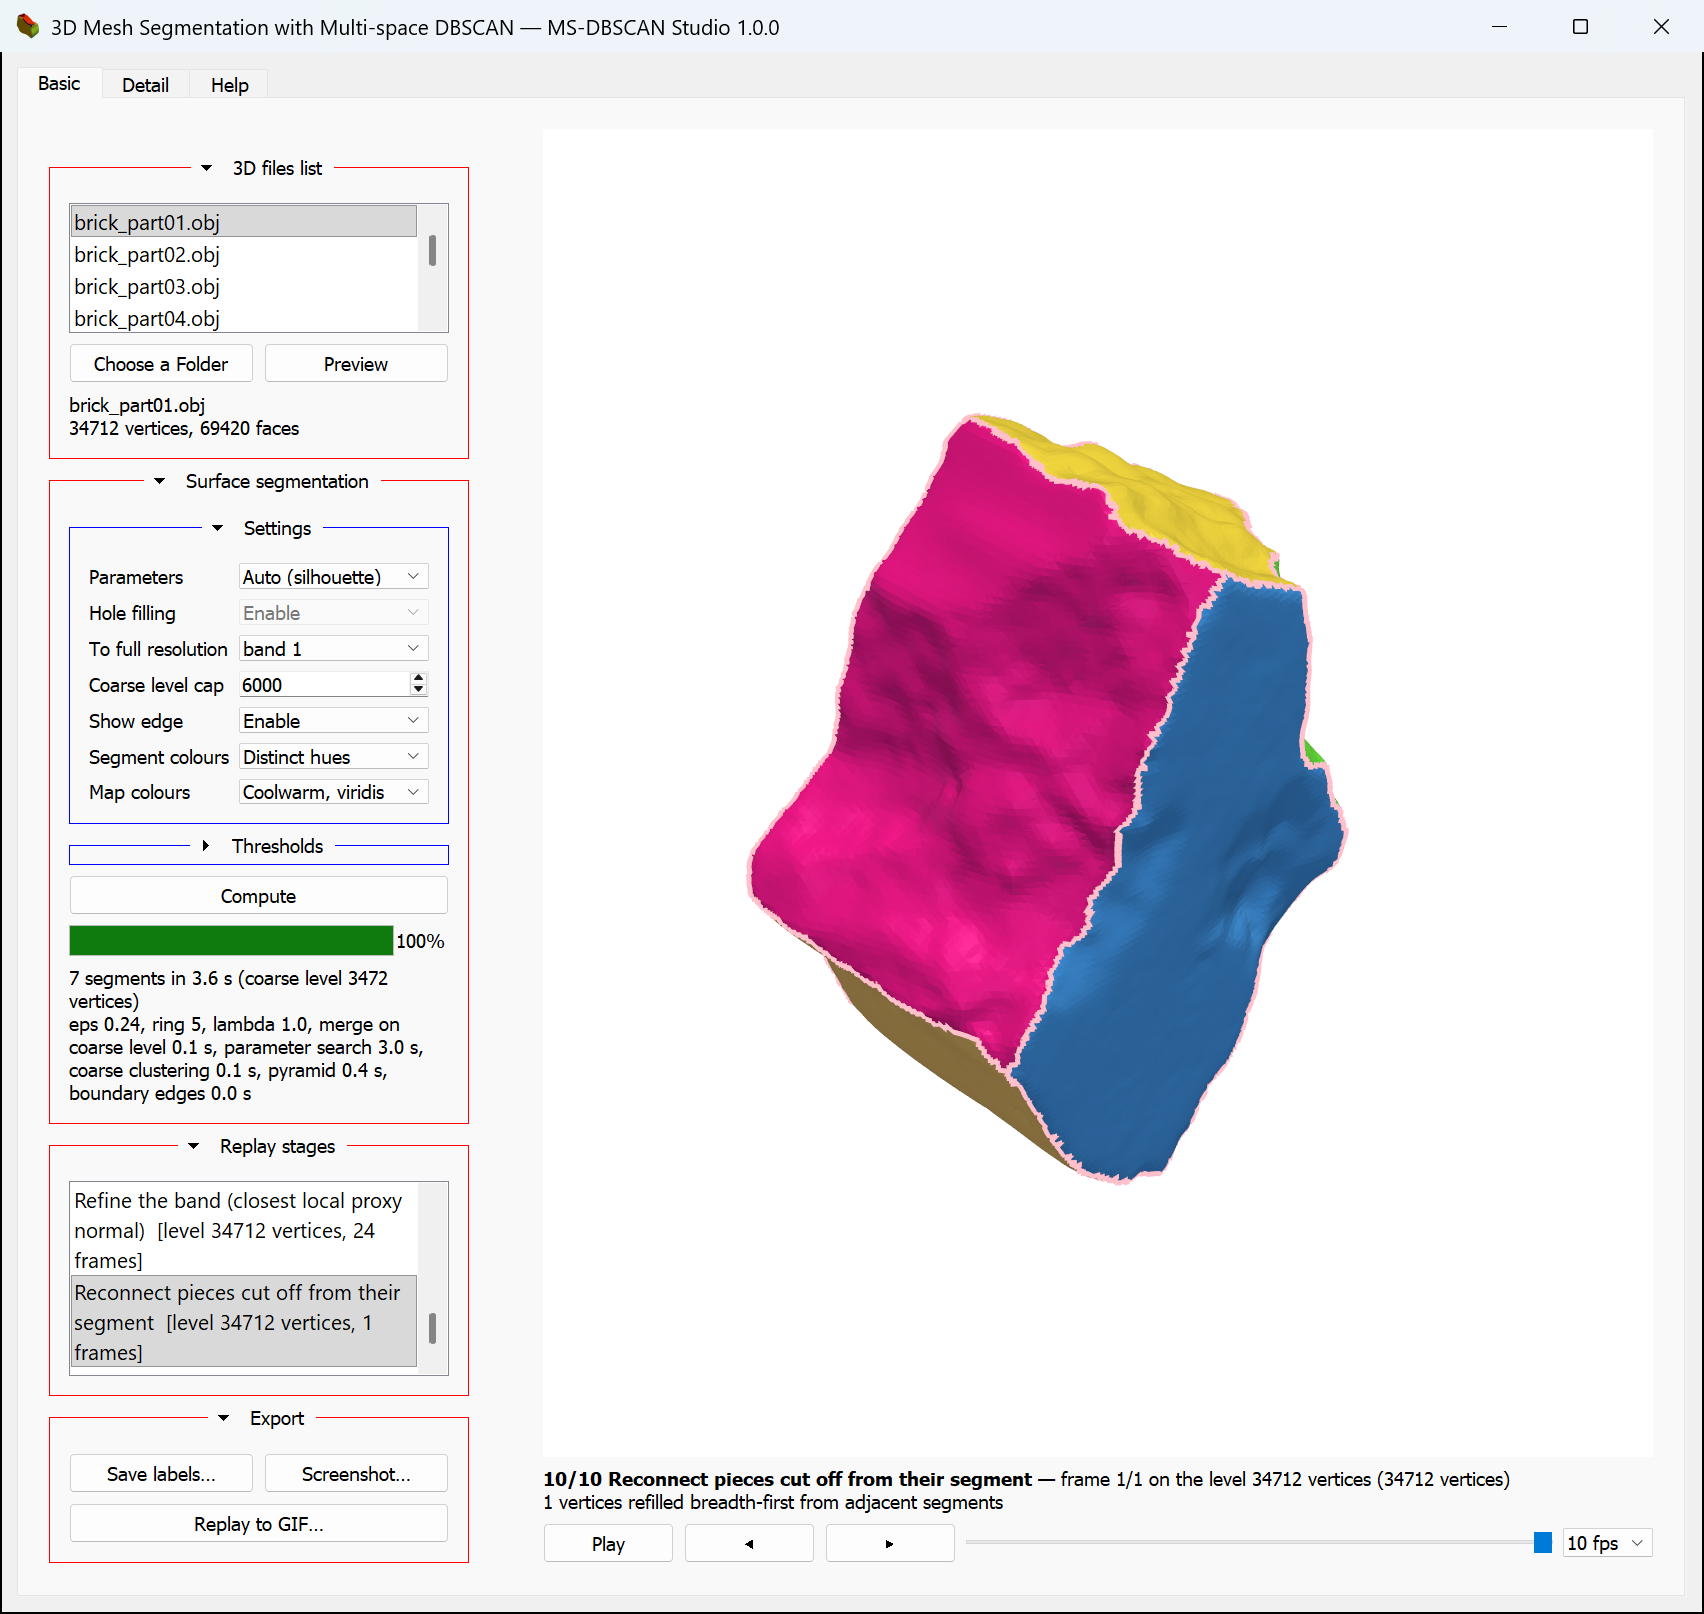 3D Mesh Segmentation with Multi-space DBSCAN — MS-DBSCAN Studio 1.0.0
Basic
Detail
Help
3D files list
brick_part01.obj
brick_part02.obj
brick_part03.obj
brick_part04.obj
Choose a Folder
Preview
brick_part01.obj
34712 vertices, 69420 faces
Surface segmentation
Settings
Parameters
Auto (silhouette)
Hole filling
Enable
To full resolution
band 1
Coarse level cap
6000
Show edge
Enable
Segment colours
Distinct hues
Map colours
Coolwarm, viridis
Thresholds
Compute
100%
7 segments in 3.6 s (coarse level 3472
vertices)
eps 0.24, ring 5, lambda 1.0, merge on
coarse level 0.1 s, parameter search 3.0 s,
coarse clustering 0.1 s, pyramid 0.4 s,
boundary edges 0.0 s
Replay stages
Refine the band (closest local proxy
normal)  [level 34712 vertices, 24
frames]
Reconnect pieces cut off from their
segment  [level 34712 vertices, 1
frames]
Export
Save labels...
Screenshot...
Replay to GIF...
10/10 Reconnect pieces cut off from their segment — frame 1/1 on the level 34712 vertices (34712 vertices)
1 vertices refilled breadth-first from adjacent segments
Play
10 fps